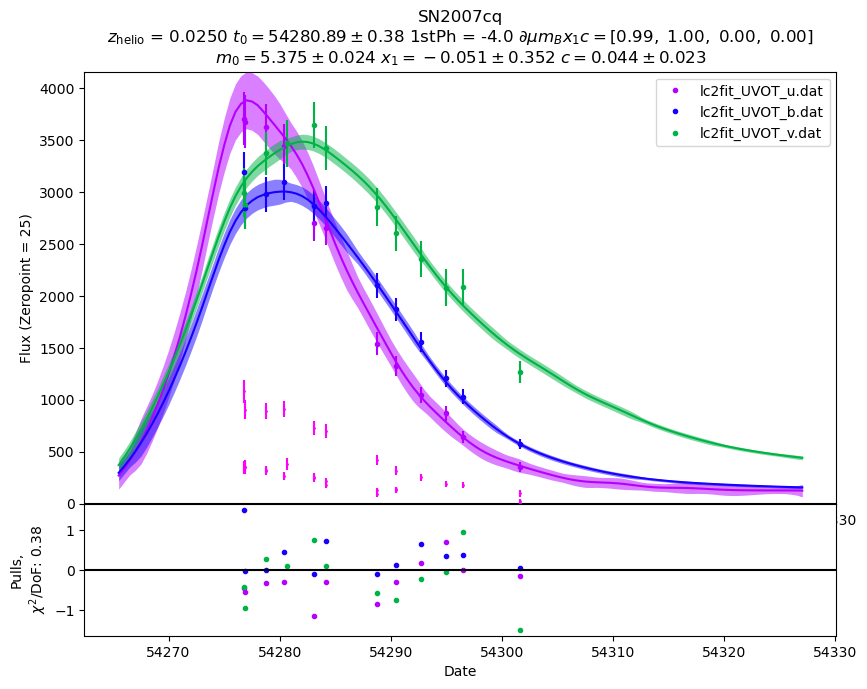 SN2007cq
z_helio = 0.0250 t_0 = 54280.89 ± 0.38 1stPh = -4.0 ∂μm_Bx_1c = [0.99, 1.00, 0.00, 0.00]
m_0 = 5.375 ± 0.024 x_1 = −0.051 ± 0.352 c = 0.044 ± 0.023
lc2fit_UVOT_u.dat
lc2fit_UVOT_b.dat
lc2fit_UVOT_v.dat
Flux (Zeropoint = 25)
4000
3500
3000
2500
2000
1500
1000
500
0
330
Pulls,
χ²/DoF: 0.38
1
0
−1
54270 54280 54290 54300 54310 54320 54330
Date